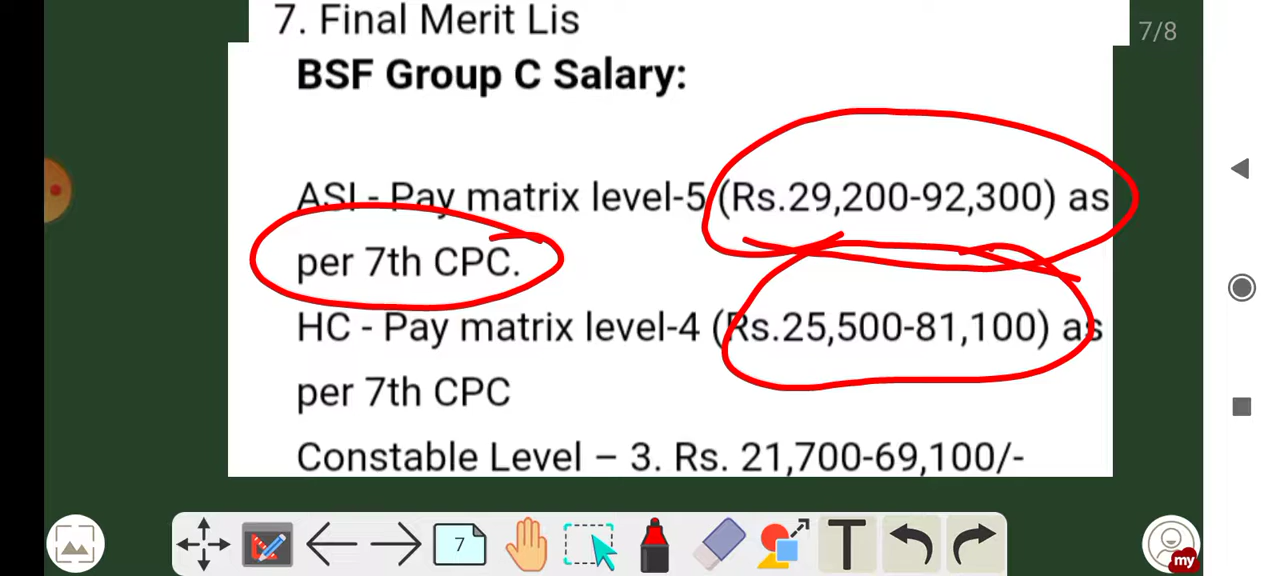 7. Final Merit Lis
7/8
BSF Group C Salary:
ASI - Pay matrix level-5 (Rs.29,200-92,300) as
per 7th CPC.
HC - Pay matrix level-4 (Rs.25,500-81,100) as
per 7th CPC
Constable Level – 3. Rs. 21,700-69,100/-
7
T
my